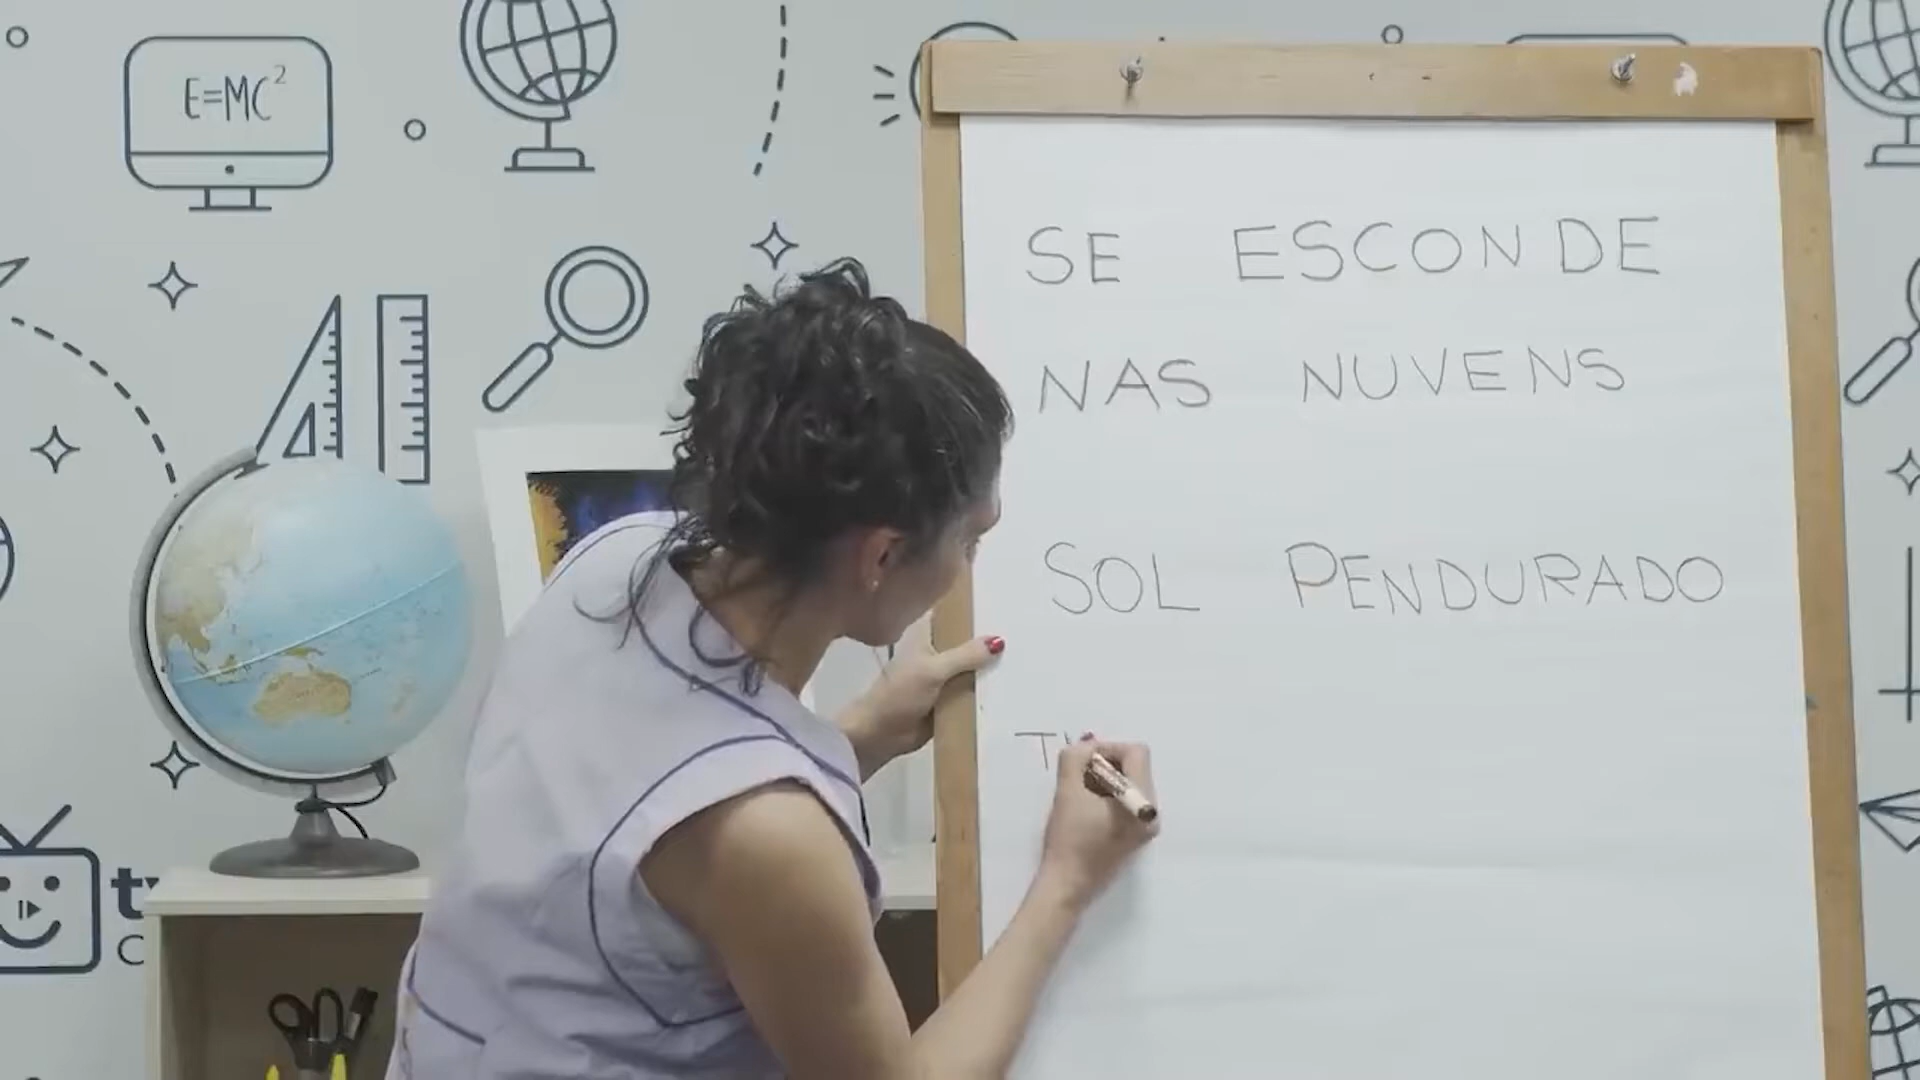 E=MC²
SE ESCONDE
NAS NUVENS
SOL PENDURADO